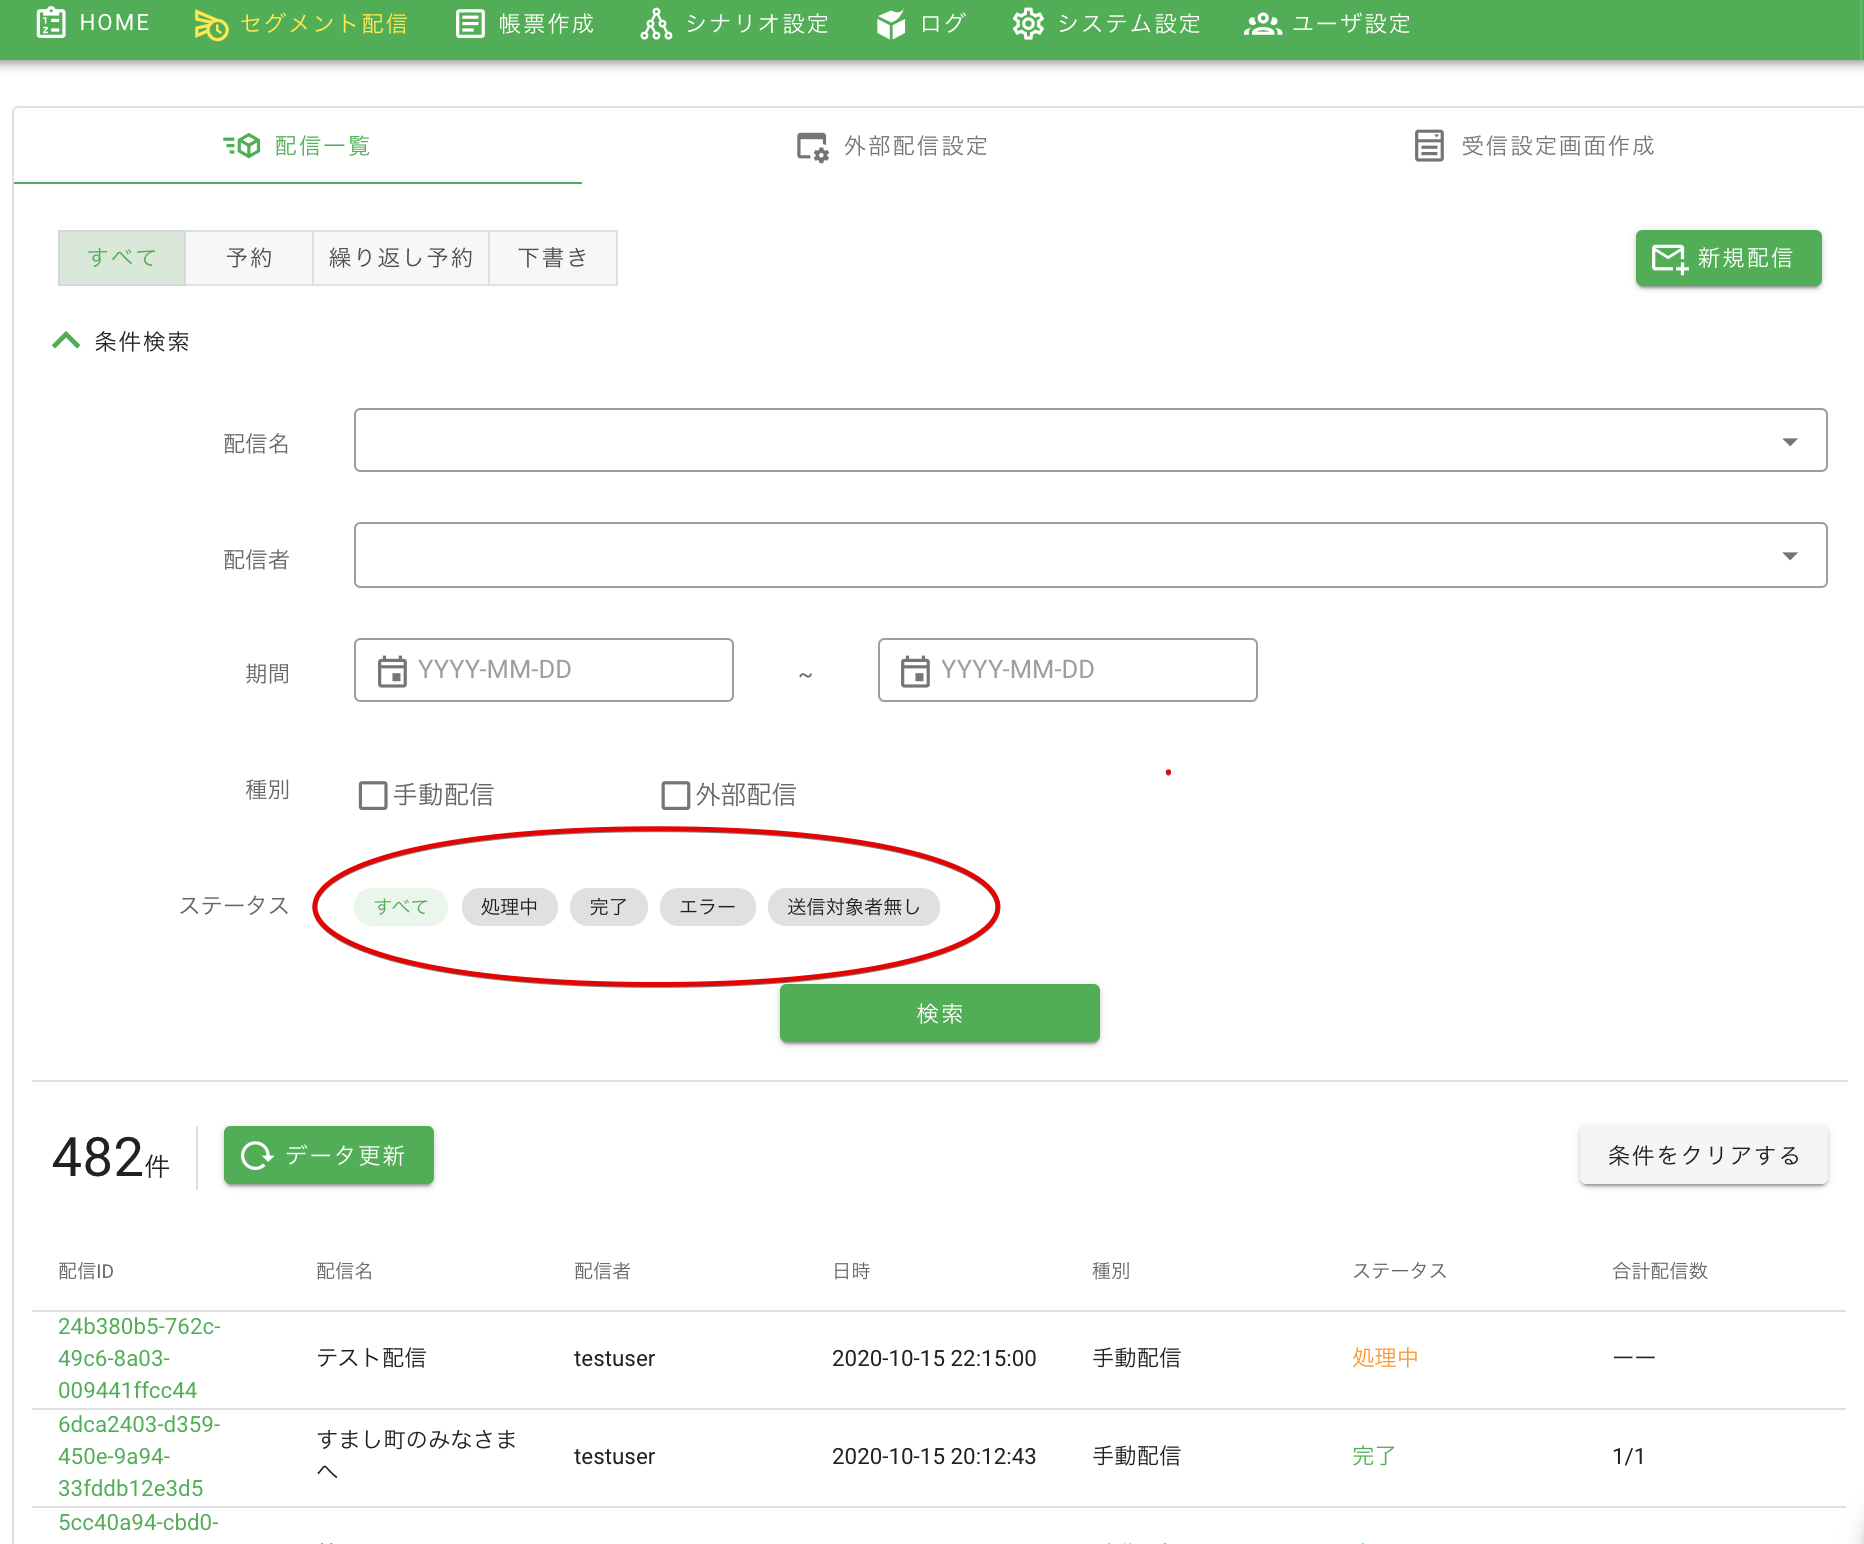 HOME セグメント配信 帳票作成 シナリオ設定 ログ システム設定 ユーザ設定
配信一覧 外部配信設定 受信設定画面作成
すべて 予約 繰り返し予約 下書き 新規配信
条件検索
配信名
配信者
期間 YYYY-MM-DD ~ YYYY-MM-DD
種別 手動配信 外部配信
ステータス すべて 処理中 完了 エラー 送信対象者無し
検索
482件 データ更新 条件をクリアする
配信ID 配信名 配信者 日時 種別 ステータス 合計配信数
24b380b5-762c-
49c6-8a03-
009441ffcc44
テスト配信 testuser 2020-10-15 22:15:00 手動配信 処理中 ーー
6dca2403-d359-
450e-9a94-
33fddb12e3d5
すまし町のみなさま
へ
testuser 2020-10-15 20:12:43 手動配信 完了 1/1
5cc40a94-cbd0-